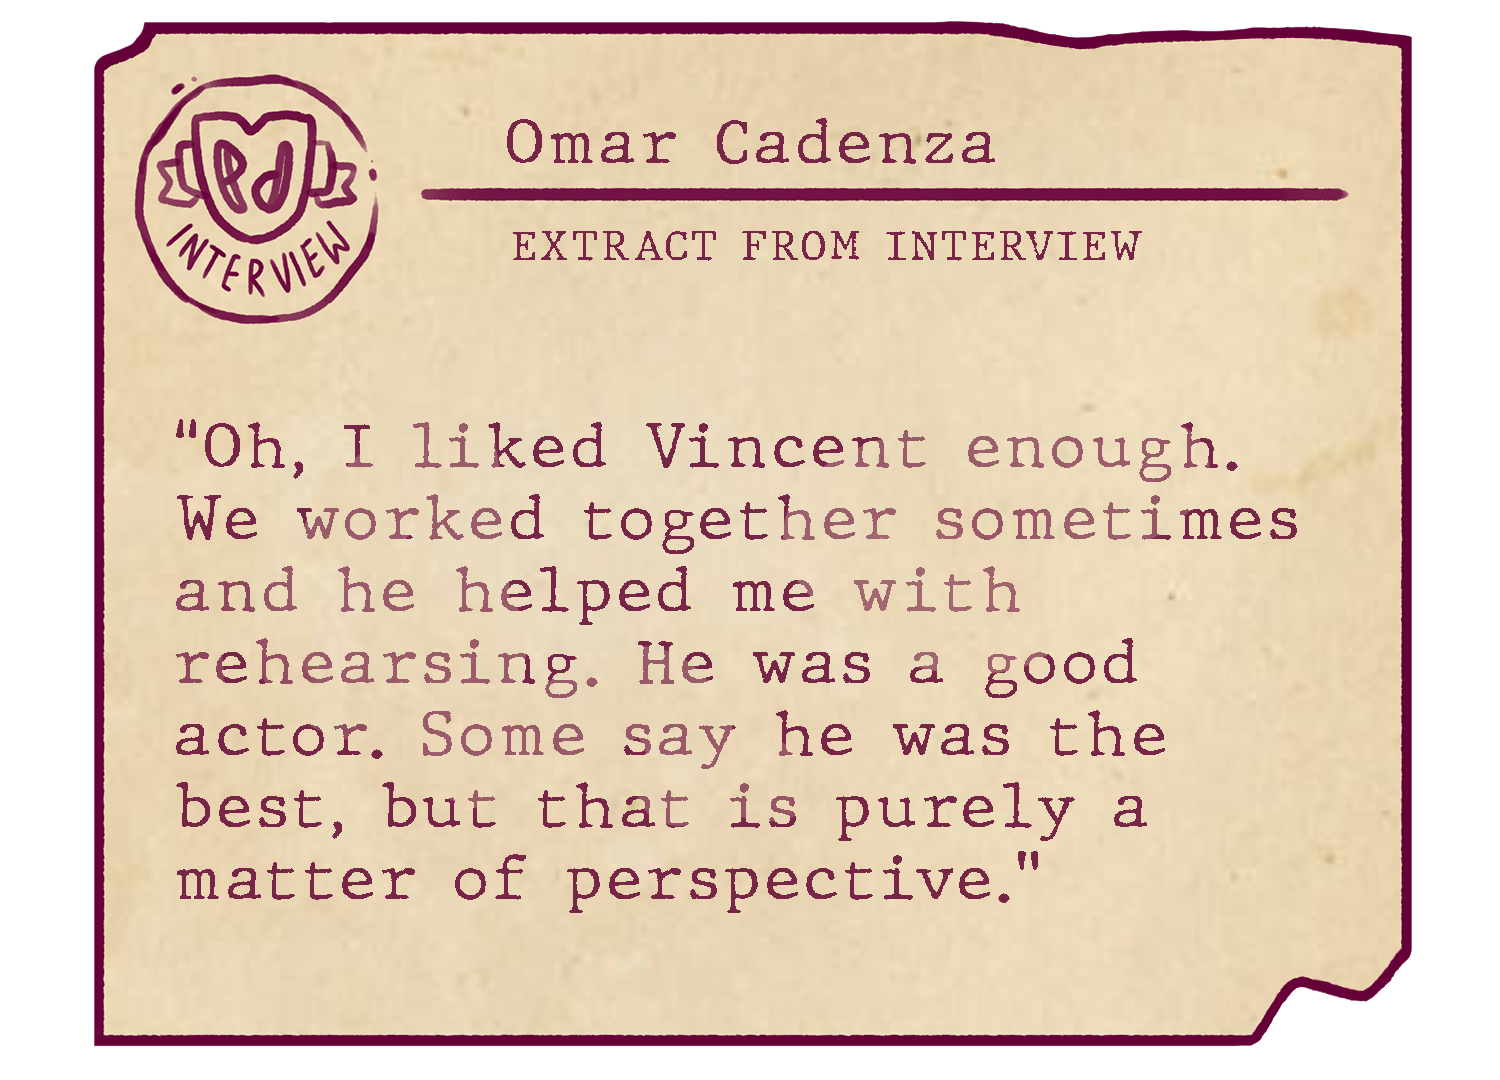 Pd
INTERVIEW
Omar Cadenza
EXTRACT FROM INTERVIEW
"Oh, I liked Vincent enough.
We worked together sometimes
and he helped me with
rehearsing. He was a good
actor. Some say he was the
best, but that is purely a
matter of perspective."